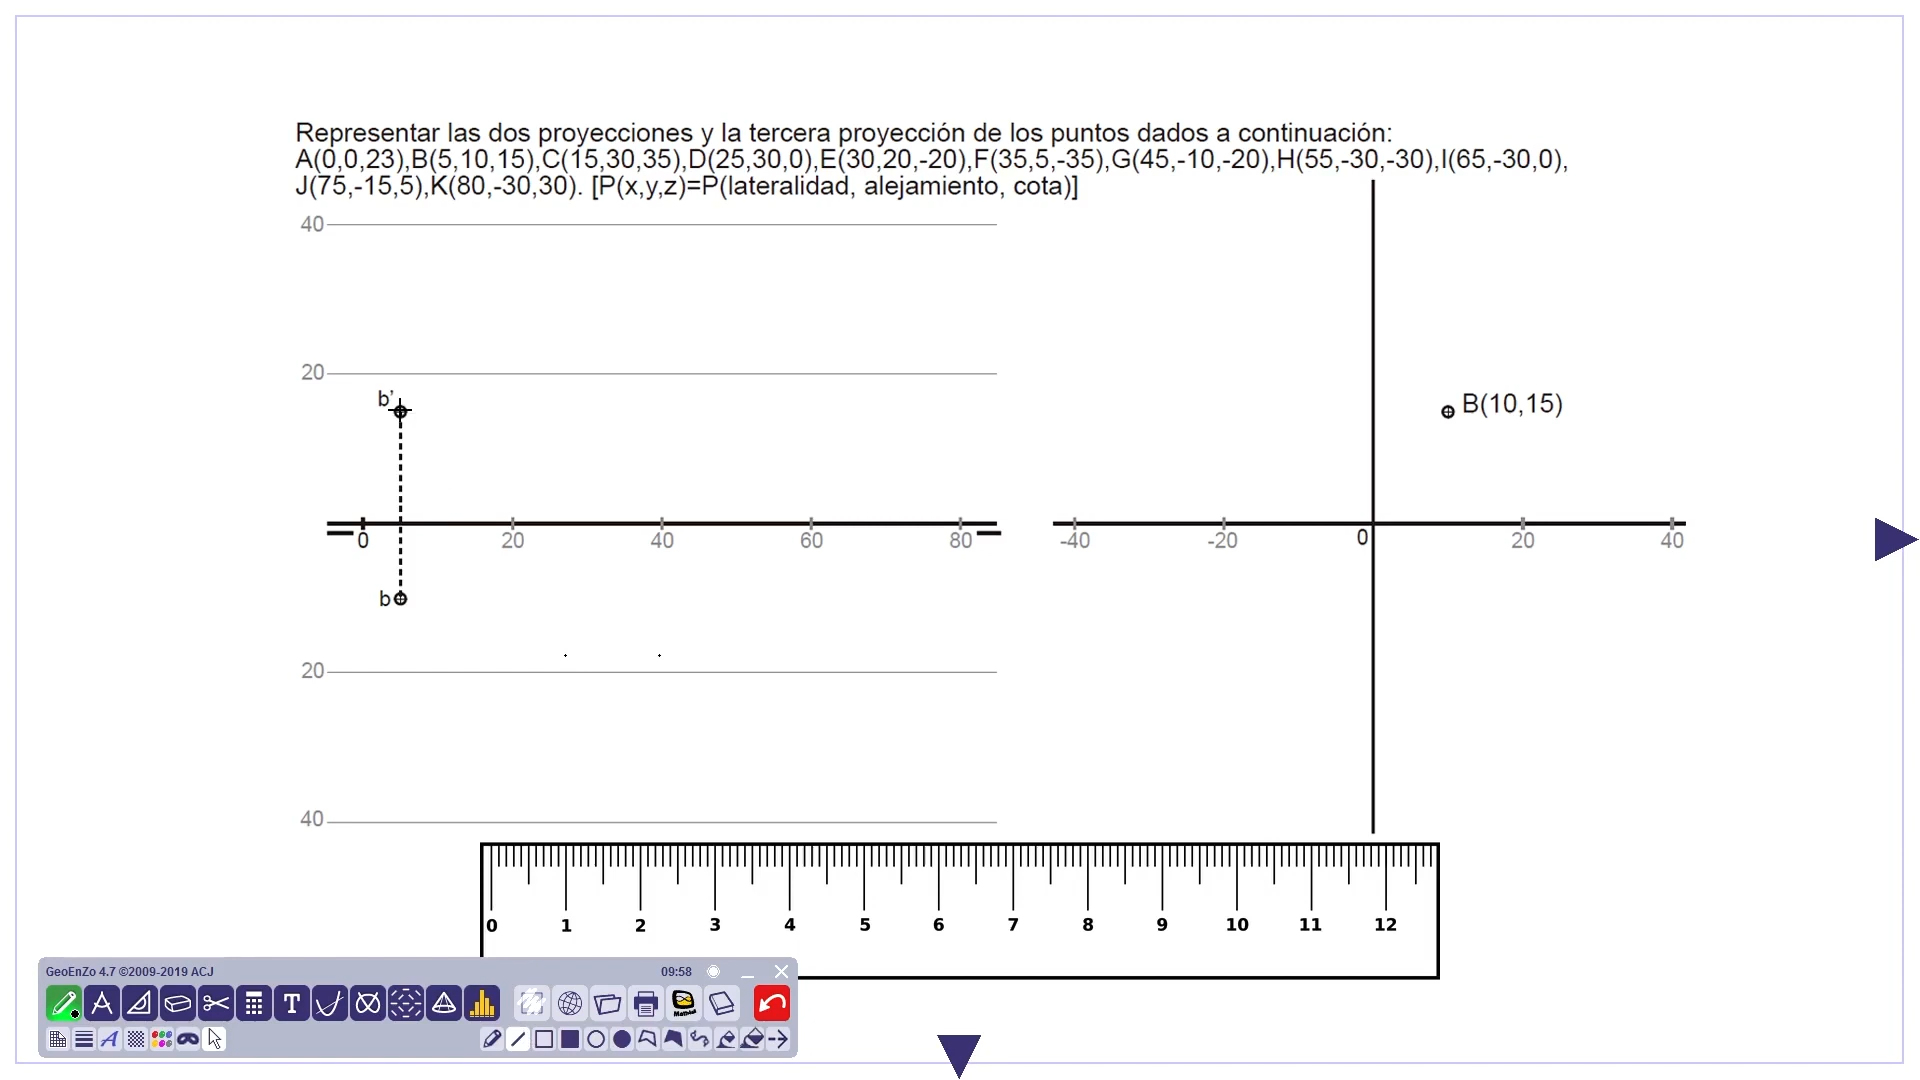 Representar las dos proyecciones y la tercera proyección de los puntos dados a continuación:
A(0,0,23),B(5,10,15),C(15,30,35),D(25,30,0),E(30,20,-20),F(35,5,-35),G(45,-10,-20),H(55,-30,-30),I(65,-30,0),
J(75,-15,5),K(80,-30,30). [P(x,y,z)=P(lateralidad, alejamiento, cota)]
40
20
b'
B(10,15)
0 20 40 60 80
-40 -20 0 20 40
b
20
40
0 1 2 3 4 5 6 7 8 9 10 11 12
GeoEnZo 4.7 ©2009-2019 ACJ 09:58